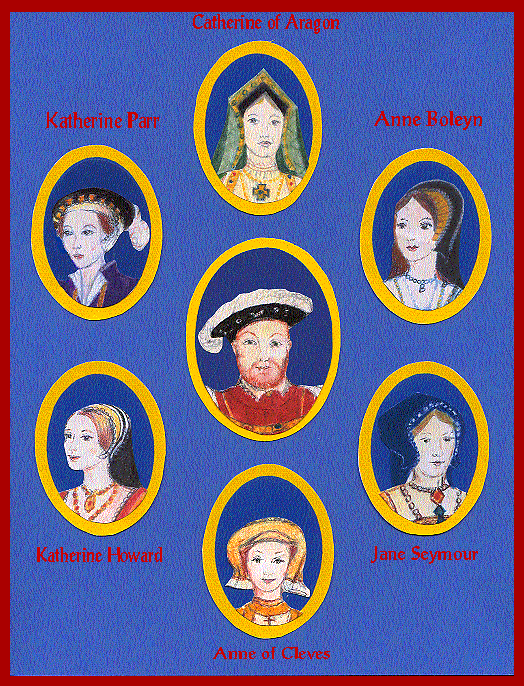 Catherine of Aragon
Katherine Parr
Anne Boleyn
Katherine Howard
Jane Seymour
Anne of Cleves